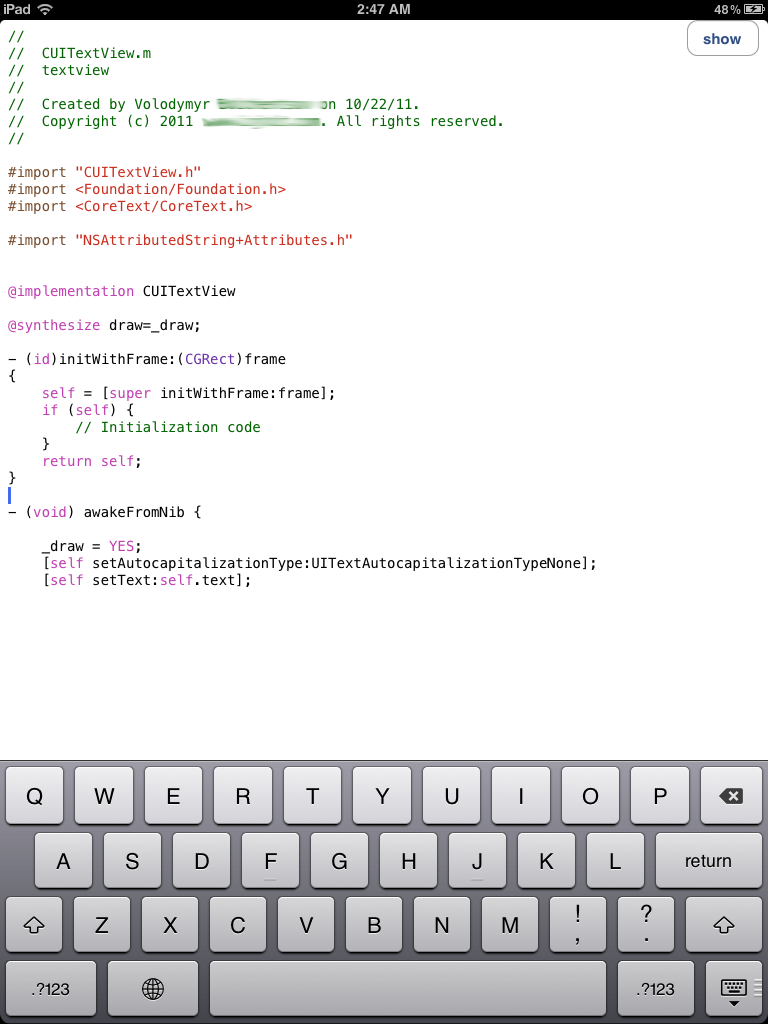 iPad 2:47 AM 48%
show
//
// CUITextView.m
// textview
//
// Created by Volodymyr on 10/22/11.
// Copyright (c) 2011 . All rights reserved.
//
#import "CUITextView.h"
#import <Foundation/Foundation.h>
#import <CoreText/CoreText.h>
#import "NSAttributedString+Attributes.h"
@implementation CUITextView
@synthesize draw=_draw;
– (id)initWithFrame:(CGRect)frame
{
    self = [super initWithFrame:frame];
    if (self) {
        // Initialization code
    }
    return self;
}
– (void) awakeFromNib {
    _draw = YES;
    [self setAutocapitalizationType:UITextAutocapitalizationTypeNone];
    [self setText:self.text];
Q W E R T Y U I O P
A S D F G H J K L return
Z X C V B N M ! , ? .
.?123 .?123